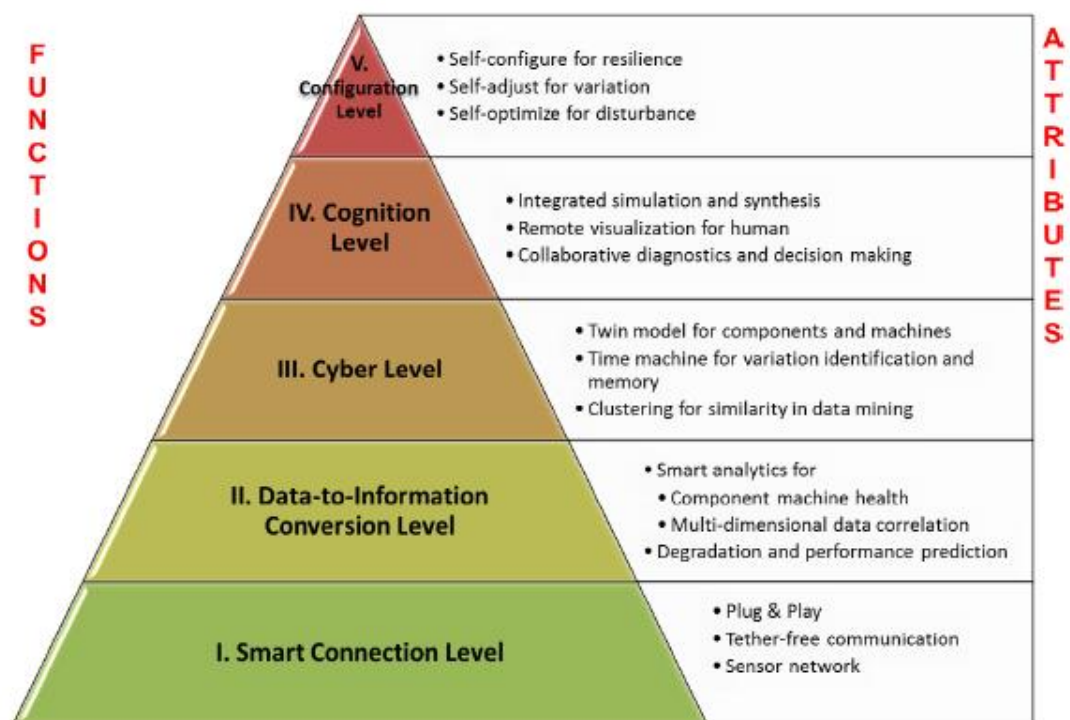 FUNCTIONS
ATTRIBUTES
V.
Configuration
Level
• Self-configure for resilience
• Self-adjust for variation
• Self-optimize for disturbance
IV. Cognition
Level
• Integrated simulation and synthesis
• Remote visualization for human
• Collaborative diagnostics and decision making
III. Cyber Level
• Twin model for components and machines
• Time machine for variation identification and
memory
• Clustering for similarity in data mining
II. Data-to-Information
Conversion Level
• Smart analytics for
• Component machine health
• Multi-dimensional data correlation
• Degradation and performance prediction
I. Smart Connection Level
• Plug & Play
• Tether-free communication
• Sensor network